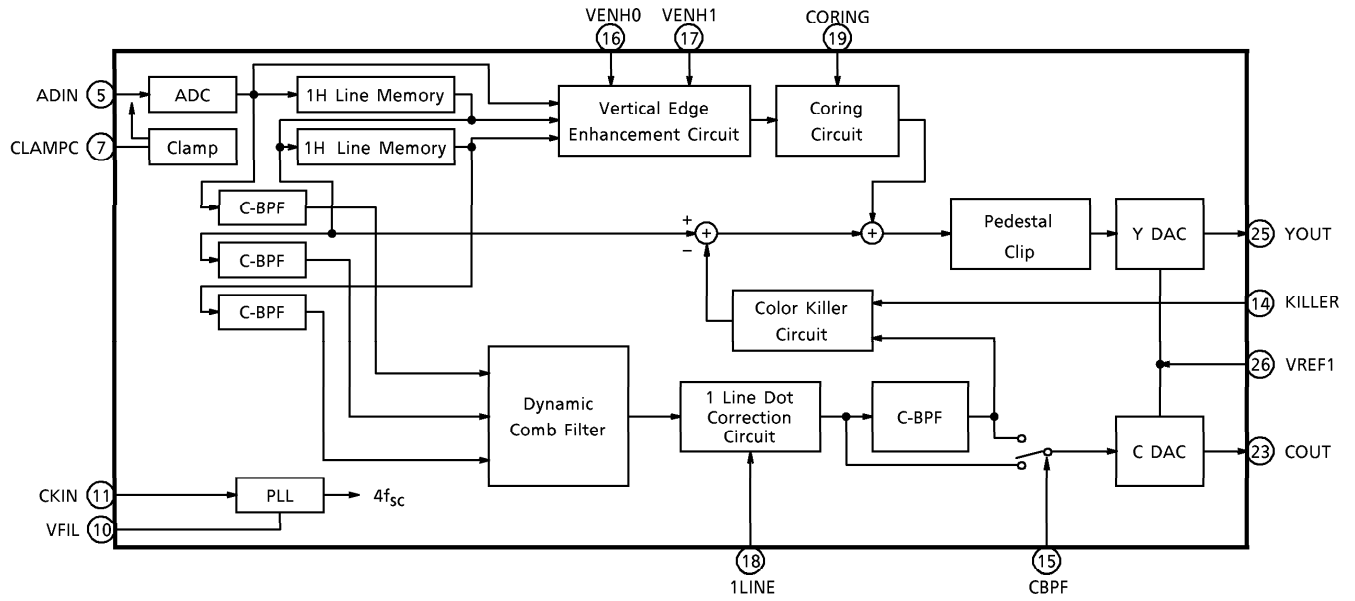 VENH0 VENH1 CORING
16 17 19
ADIN 5 ADC 1H Line Memory
Vertical Edge
Enhancement Circuit
Coring
Circuit
CLAMPC 7 Clamp 1H Line Memory
C-BPF
C-BPF
C-BPF
+
−
+
+
Pedestal
Clip
Y DAC
25 YOUT
Color Killer
Circuit
14 KILLER
26 VREF1
Dynamic
Comb Filter
1 Line Dot
Correction
Circuit
C-BPF
C DAC
23 COUT
CKIN 11 PLL 4fsc
VFIL 10
18
1LINE
15
CBPF